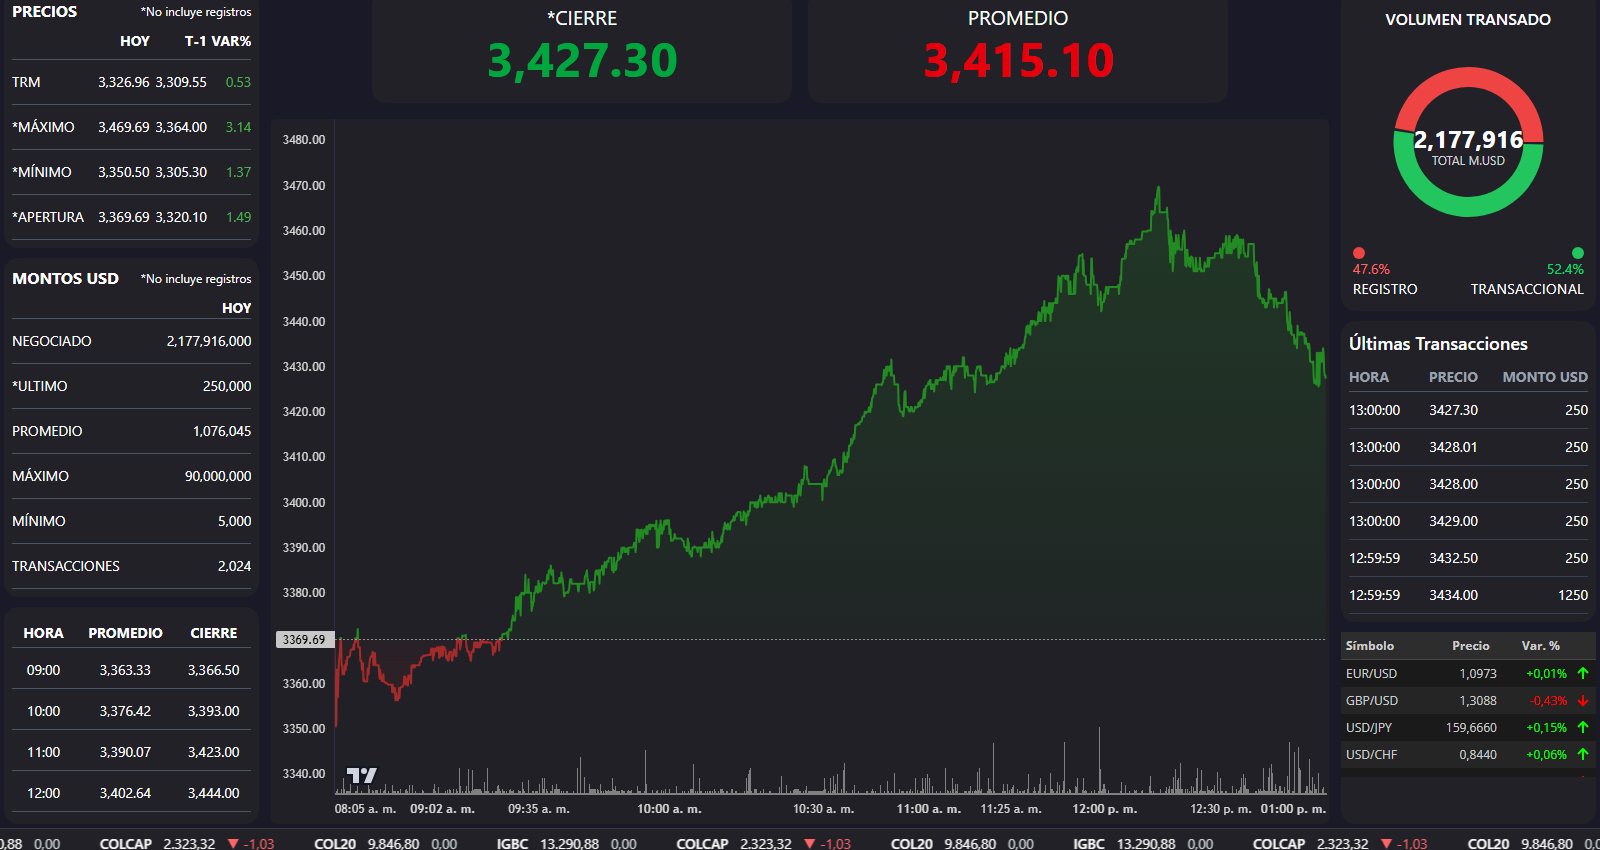 PRECIOS *No incluye registros
HOY T-1 VAR%
TRM 3,326.96 3,309.55 0.53
*MÁXIMO 3,469.69 3,364.00 3.14
*MÍNIMO 3,350.50 3,305.30 1.37
*APERTURA 3,369.69 3,320.10 1.49
MONTOS USD *No incluye registros
HOY
NEGOCIADO 2,177,916,000
*ULTIMO 250,000
PROMEDIO 1,076,045
MÁXIMO 90,000,000
MÍNIMO 5,000
TRANSACCIONES 2,024
HORA PROMEDIO CIERRE
09:00 3,363.33 3,366.50
10:00 3,376.42 3,393.00
11:00 3,390.07 3,423.00
12:00 3,402.64 3,444.00
*CIERRE
3,427.30
PROMEDIO
3,415.10
3480.00
3470.00
3460.00
3450.00
3440.00
3430.00
3420.00
3410.00
3400.00
3390.00
3380.00
3369.69
3360.00
3350.00
3340.00
08:05 a. m. 09:02 a. m. 09:35 a. m. 10:00 a. m. 10:30 a. m. 11:00 a. m. 11:25 a. m. 12:00 p. m. 12:30 p. m. 01:00 p. m.
VOLUMEN TRANSADO
2,177,916
TOTAL M.USD
47.6% 52.4%
REGISTRO TRANSACCIONAL
Últimas Transacciones
HORA PRECIO MONTO USD
13:00:00 3427.30 250
13:00:00 3428.01 250
13:00:00 3428.00 250
13:00:00 3429.00 250
12:59:59 3432.50 250
12:59:59 3434.00 1250
Símbolo Precio Var. %
EUR/USD 1,0973 +0,01%
GBP/USD 1,3088 -0,43%
USD/JPY 159,6660 +0,15%
USD/CHF 0,8440 +0,06%
0,88 0,00 COLCAP 2.323,32 -1,03 COL20 9.846,80 0,00 IGBC 13.290,88 0,00 COLCAP 2.323,32 -1,03 COL20 9.846,80 0,00 IGBC 13.290,88 0,00 COLCAP 2.323,32 -1,03 COL20 9.846,80 0,0